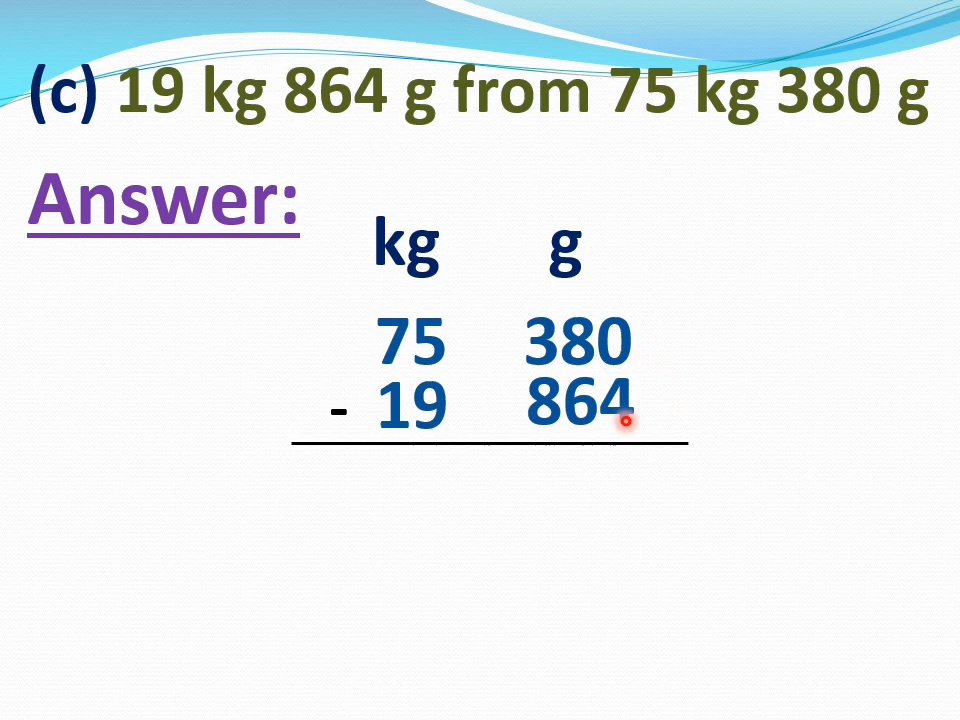 (c) 19 kg 864 g from 75 kg 380 g
Answer:
kg g
75 380
- 19 864